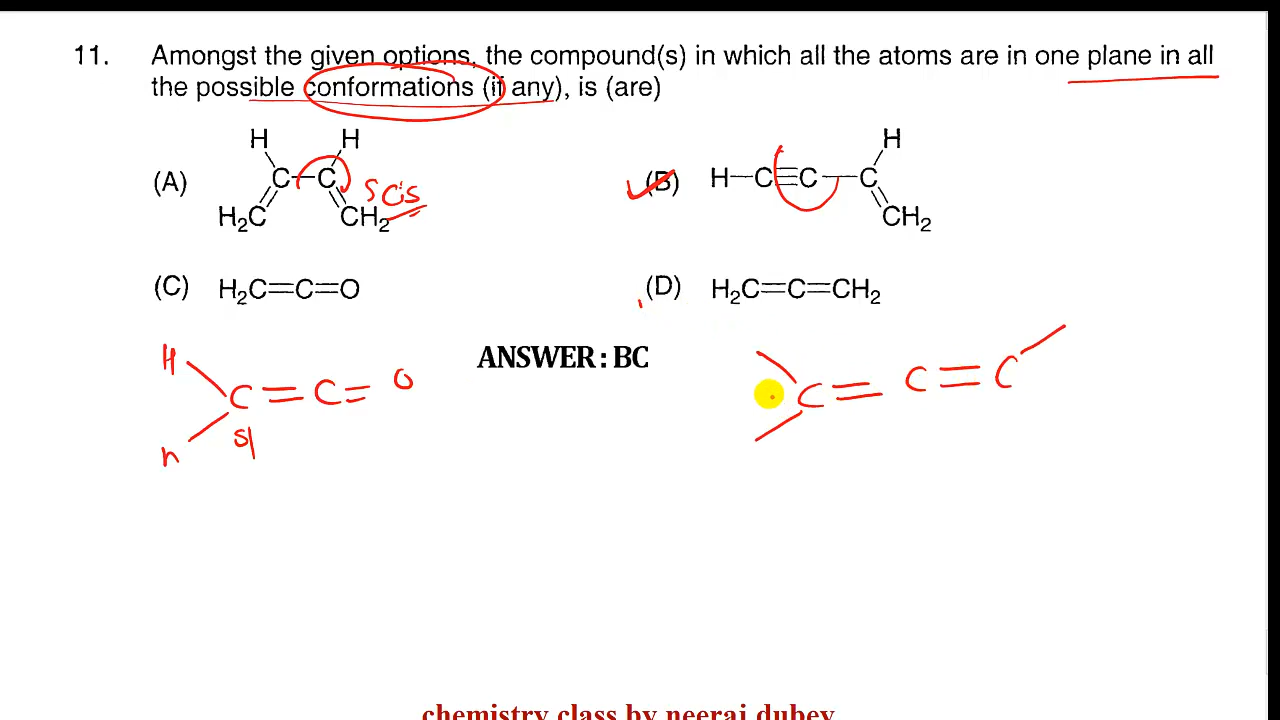 11. Amongst the given options, the compound(s) in which all the atoms are in one plane in all
the possible conformations (if any), is (are)
H H
(A) C—C S Cis
H2C CH2
H
(B) H—C≡C—C
CH2
(C) H2C=C=O
(D) H2C=C=CH2
ANSWER : BC
H
C=C= O
H
C=C=C
chemistry class by neeraj dubey